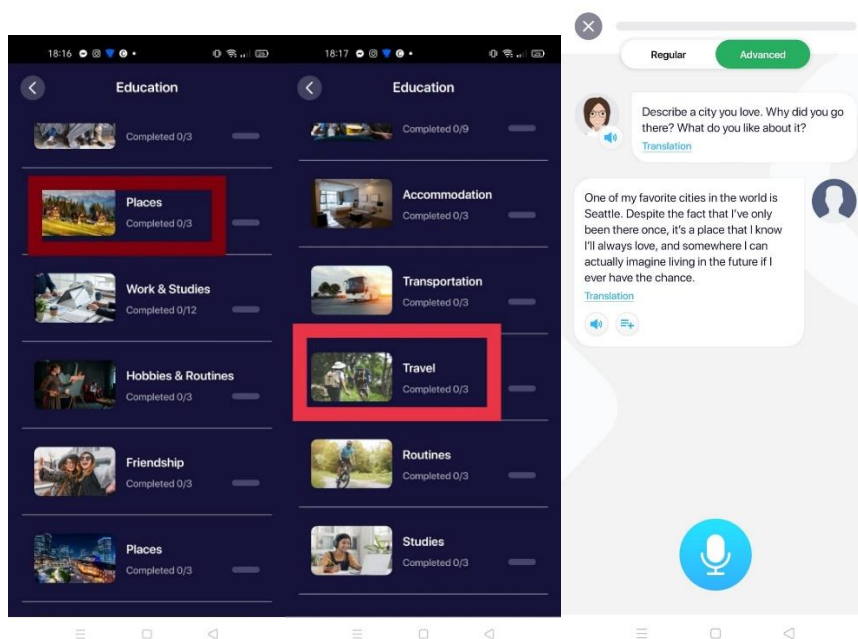 18:16
Education
Completed 0/3
Places
Completed 0/3
Work & Studies
Completed 0/12
Hobbies & Routines
Completed 0/3
Friendship
Completed 0/3
Places
Completed 0/3
18:17
Education
Completed 0/9
Accommodation
Completed 0/3
Transportation
Completed 0/3
Travel
Completed 0/3
Routines
Completed 0/3
Studies
Completed 0/3
Regular
Advanced
Describe a city you love. Why did you go
there? What do you like about it?
Translation
One of my favorite cities in the world is
Seattle. Despite the fact that I've only
been there once, it's a place that I know
I'll always love, and somewhere I can
actually imagine living in the future if I
ever have the chance.
Translation